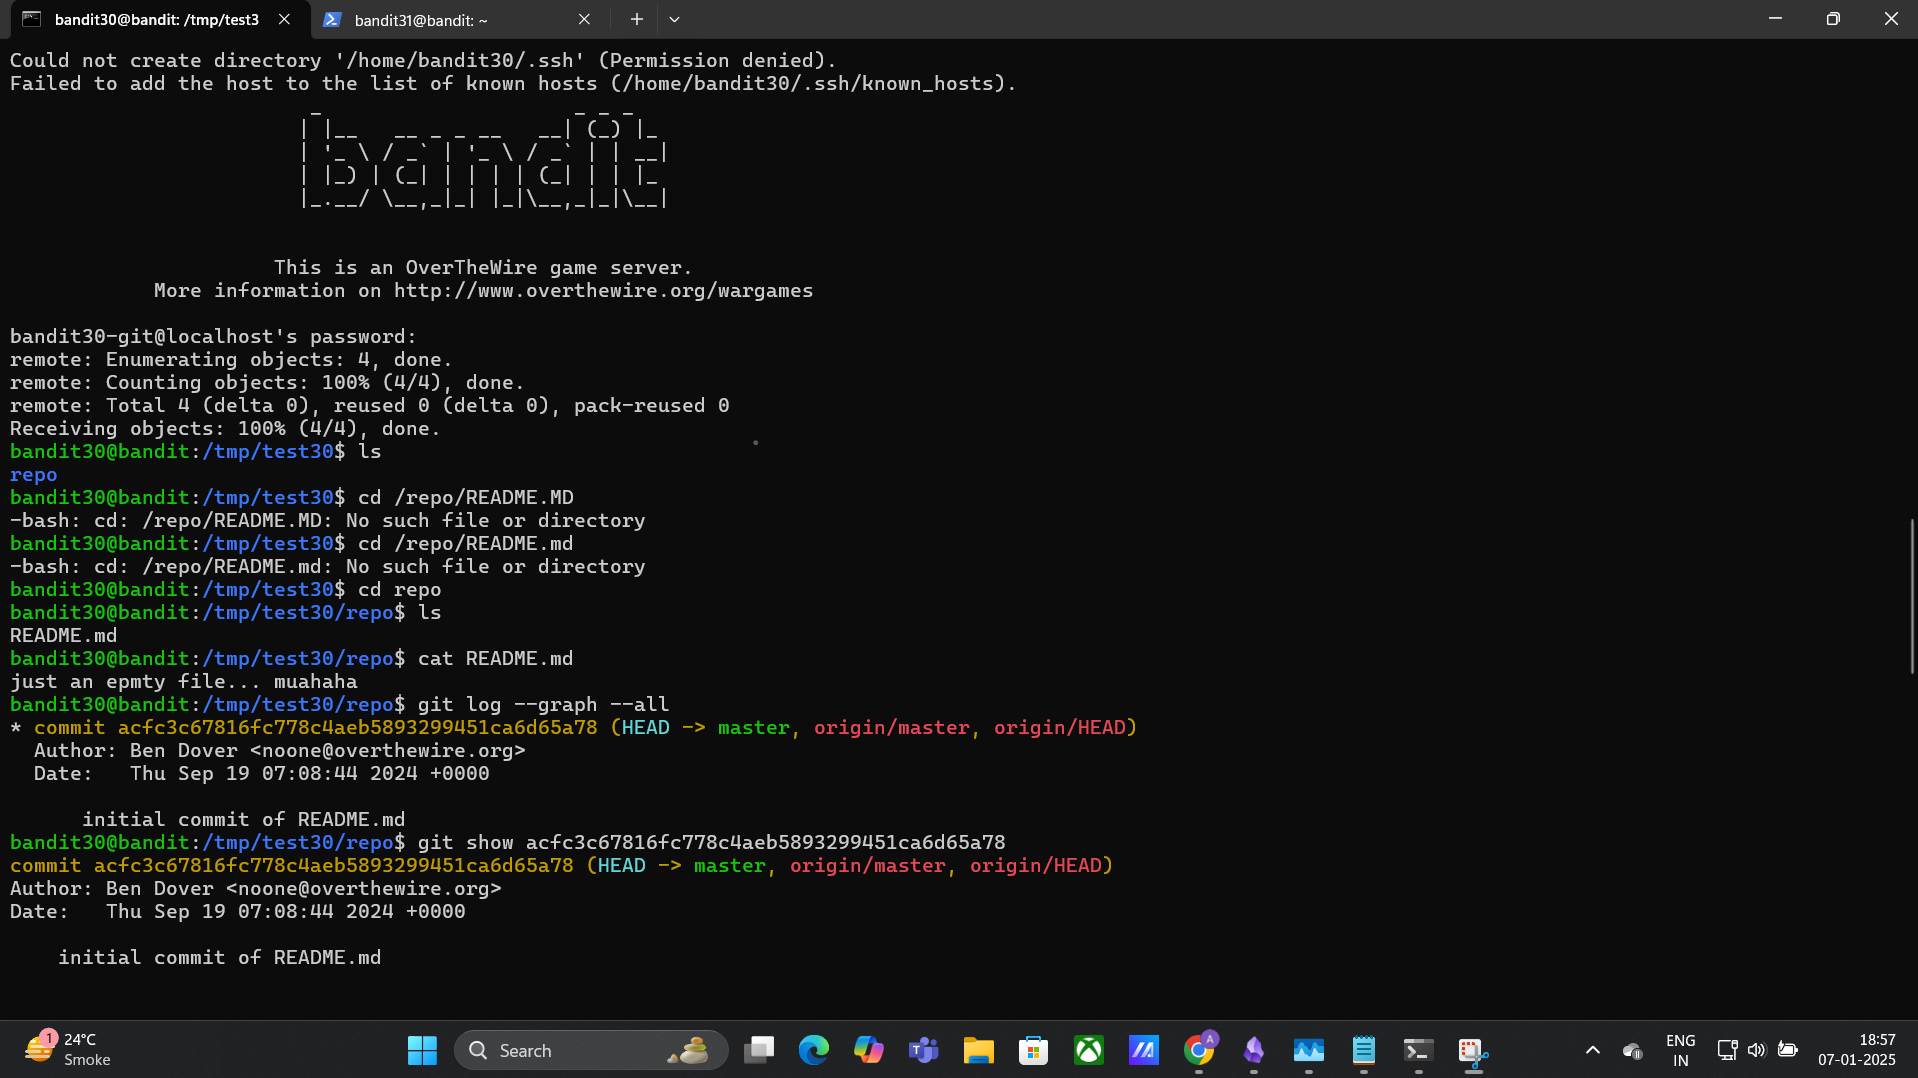 bandit30@bandit: /tmp/test3
bandit31@bandit: ~
Could not create directory '/home/bandit30/.ssh' (Permission denied).
Failed to add the host to the list of known hosts (/home/bandit30/.ssh/known_hosts).
bandit
This is an OverTheWire game server.
More information on http://www.overthewire.org/wargames
bandit30-git@localhost's password:
remote: Enumerating objects: 4, done.
remote: Counting objects: 100% (4/4), done.
remote: Total 4 (delta 0), reused 0 (delta 0), pack-reused 0
Receiving objects: 100% (4/4), done.
bandit30@bandit:/tmp/test30$ ls
repo
bandit30@bandit:/tmp/test30$ cd /repo/README.MD
-bash: cd: /repo/README.MD: No such file or directory
bandit30@bandit:/tmp/test30$ cd /repo/README.md
-bash: cd: /repo/README.md: No such file or directory
bandit30@bandit:/tmp/test30$ cd repo
bandit30@bandit:/tmp/test30/repo$ ls
README.md
bandit30@bandit:/tmp/test30/repo$ cat README.md
just an epmty file... muahaha
bandit30@bandit:/tmp/test30/repo$ git log --graph --all
* commit acfc3c67816fc778c4aeb5893299451ca6d65a78 (HEAD -> master, origin/master, origin/HEAD)
Author: Ben Dover <noone@overthewire.org>
Date:   Thu Sep 19 07:08:44 2024 +0000
initial commit of README.md
bandit30@bandit:/tmp/test30/repo$ git show acfc3c67816fc778c4aeb5893299451ca6d65a78
commit acfc3c67816fc778c4aeb5893299451ca6d65a78 (HEAD -> master, origin/master, origin/HEAD)
Author: Ben Dover <noone@overthewire.org>
Date:   Thu Sep 19 07:08:44 2024 +0000
initial commit of README.md
1
24°C
Smoke
Search
T
A
ENG
IN
18:57
07-01-2025